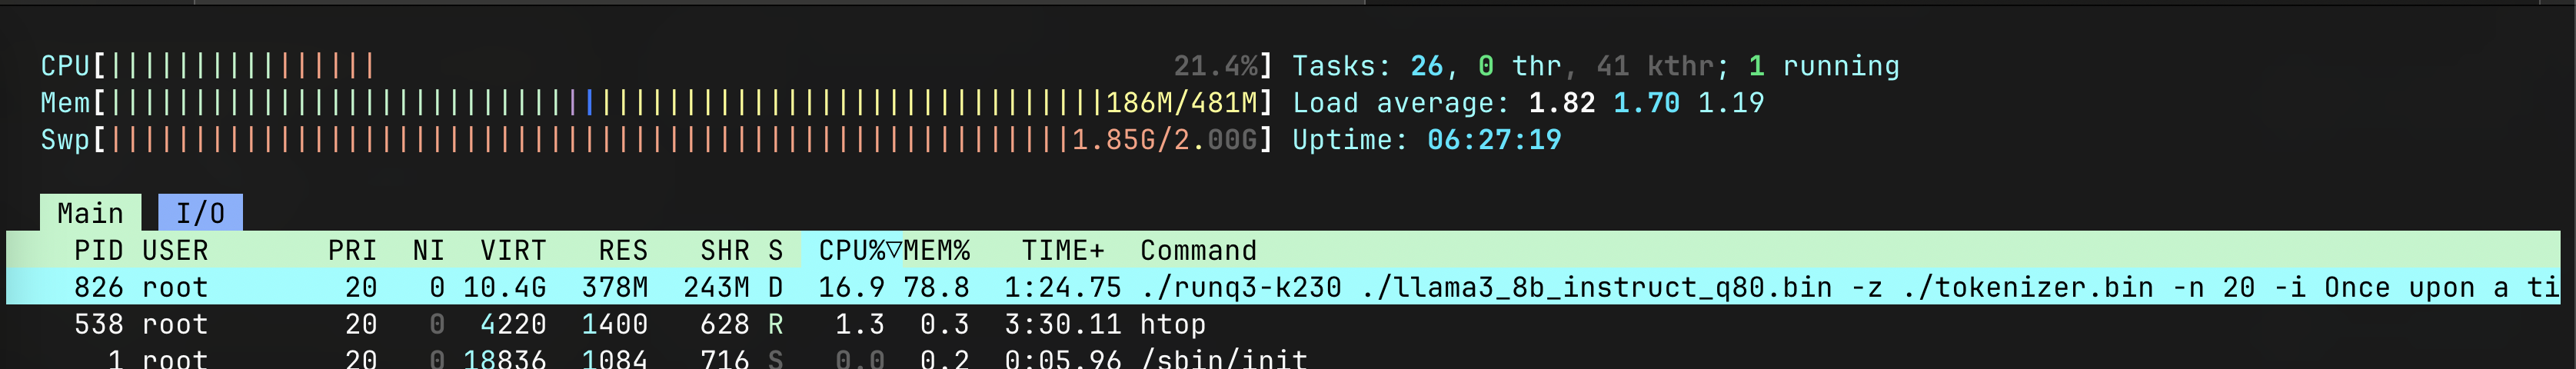 CPU[|||||||||||||||| 21.4%] Tasks: 26, 0 thr, 41 kthr; 1 running
Mem[|||||||||||||||||||||||||||||||||||||||||||||||||||||||||||186M/481M] Load average: 1.82 1.70 1.19
Swp[|||||||||||||||||||||||||||||||||||||||||||||||||||||||||1.85G/2.00G] Uptime: 06:27:19
Main I/O
PID USER PRI NI VIRT RES SHR S CPU%▽MEM% TIME+ Command
826 root 20 0 10.4G 378M 243M D 16.9 78.8 1:24.75 ./runq3-k230 ./llama3_8b_instruct_q80.bin -z ./tokenizer.bin -n 20 -i Once upon a ti
538 root 20 0 4220 1400 628 R 1.3 0.3 3:30.11 htop
1 root 20 0 18836 1084 716 S 0.0 0.2 0:05.96 /sbin/init